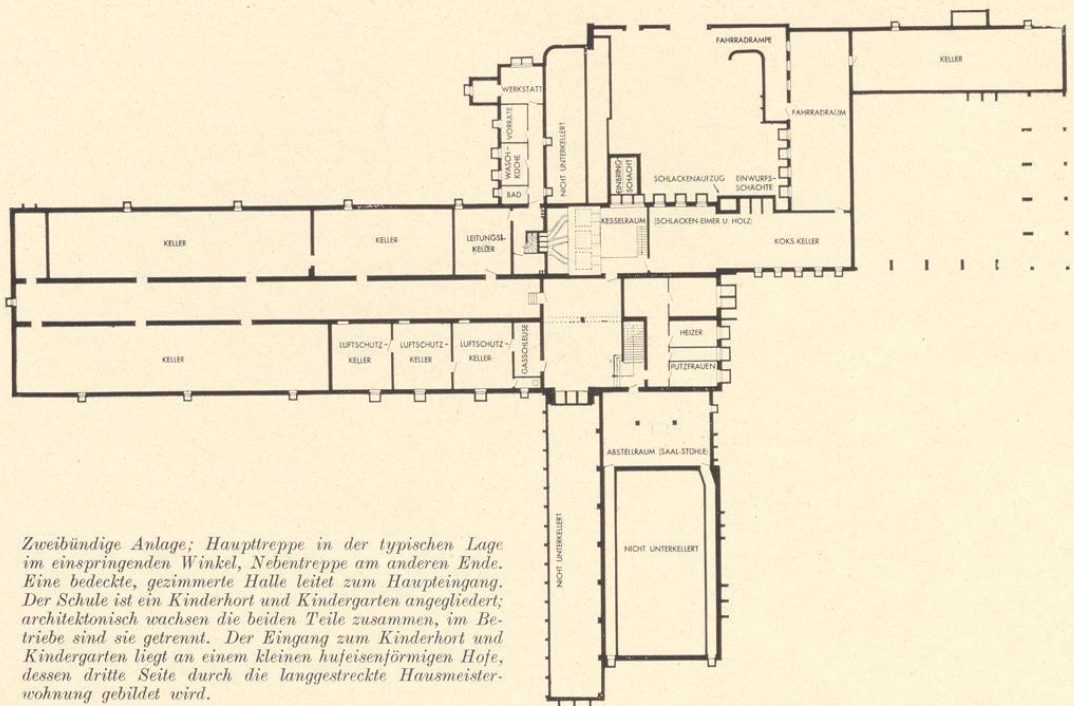 FAHRRADRAMPE
KELLER
WERKSTATT
VORRÄTE
FAHRRADRAUM
NICHT UNTERKELLERT
WASCH-
KÜCHE
EINBRING-
SCHACHT
SCHLACKENAUFZUG
EINWURFS-
SCHÄCHTE
BAD
KESSELRAUM
(SCHLACKEN-EIMER U. HOLZ)
KELLER
KELLER
LEITUNGS-
KELLER
KOKS-KELLER
KELLER
LUFTSCHUTZ-
KELLER
LUFTSCHUTZ-
KELLER
LUFTSCHUTZ-
KELLER
GASSCHLEUSE
HEIZER
PUTZFRAUEN
ABSTELLRAUM (SAAL-STÜHLE)
NICHT UNTERKELLERT
NICHT UNTERKELLERT
Zweibündige Anlage; Haupttreppe in der typischen Lage
im einspringenden Winkel, Nebentreppe am anderen Ende.
Eine bedeckte, gezimmerte Halle leitet zum Haupteingang.
Der Schule ist ein Kinderhort und Kindergarten angegliedert;
architektonisch wachsen die beiden Teile zusammen, im Be-
triebe sind sie getrennt. Der Eingang zum Kinderhort und
Kindergarten liegt an einem kleinen hufeisenförmigen Hofe,
dessen dritte Seite durch die langgestreckte Hausmeister-
wohnung gebildet wird.